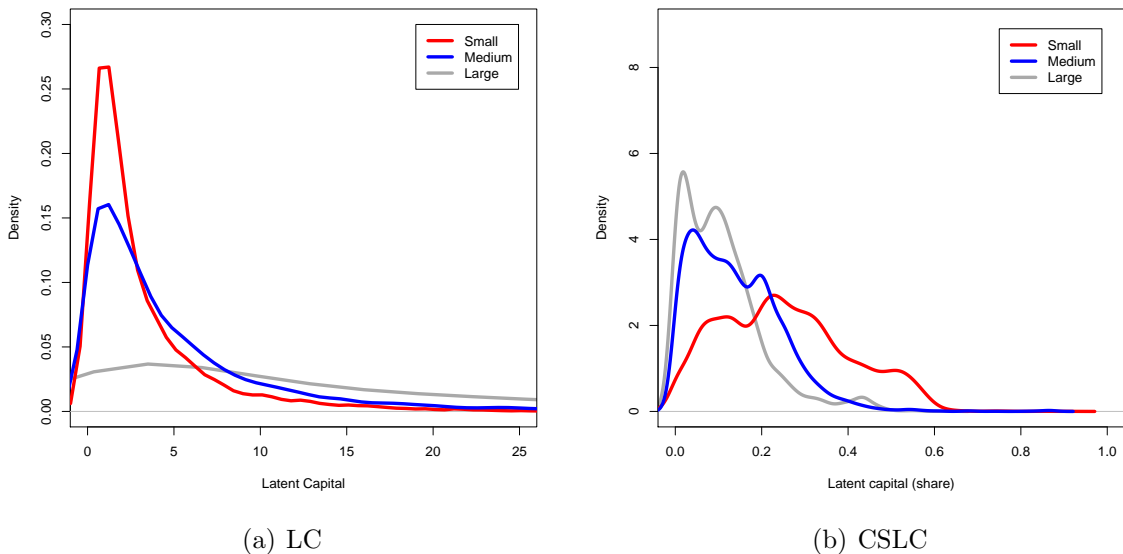 0.30
0.25
0.20
0.15
0.10
0.05
0.00
Density
Small
Medium
Large
0 5 10 15 20 25
Latent Capital
(a) LC
8
6
4
2
0
Density
Small
Medium
Large
0.0 0.2 0.4 0.6 0.8 1.0
Latent capital (share)
(b) CSLC